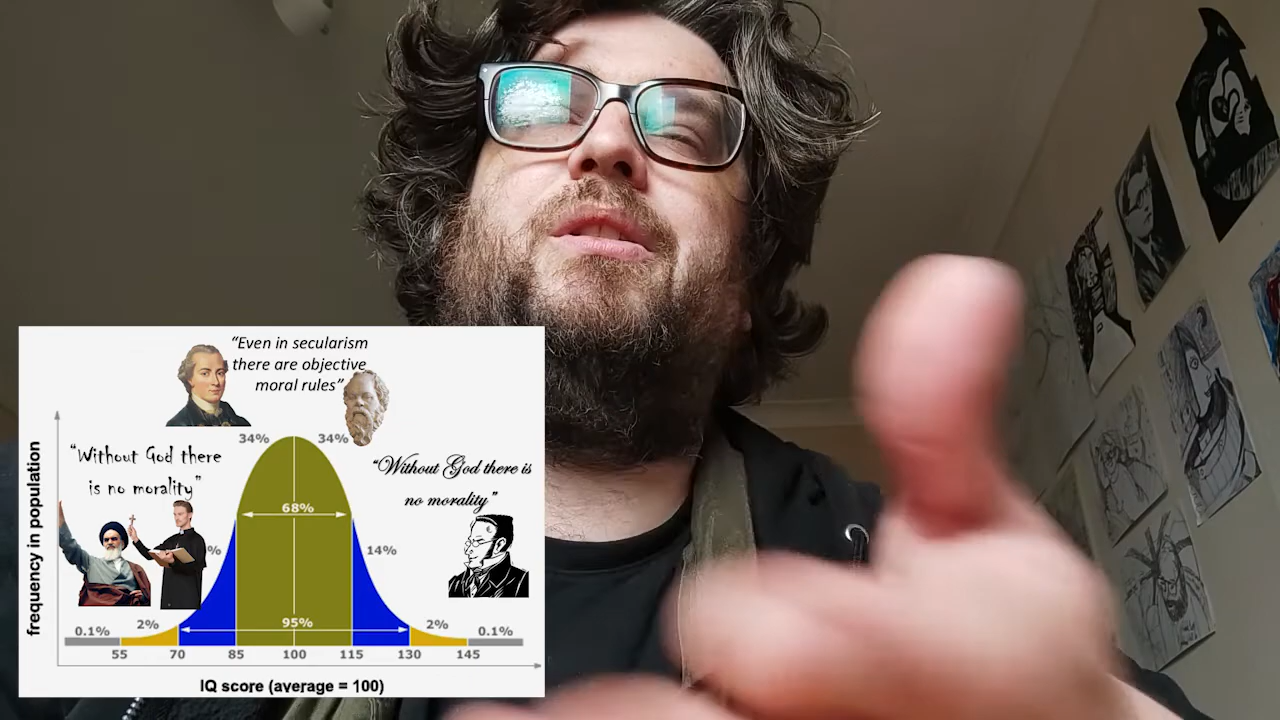 “Even in secularism
there are objective
moral rules”
34%
34%
“Without God there
is no morality”
“Without God there is
no morality”
68%
%
14%
95%
0.1%
2%
2%
0.1%
55
70
85
100
115
130
145
frequency in population
IQ score (average = 100)